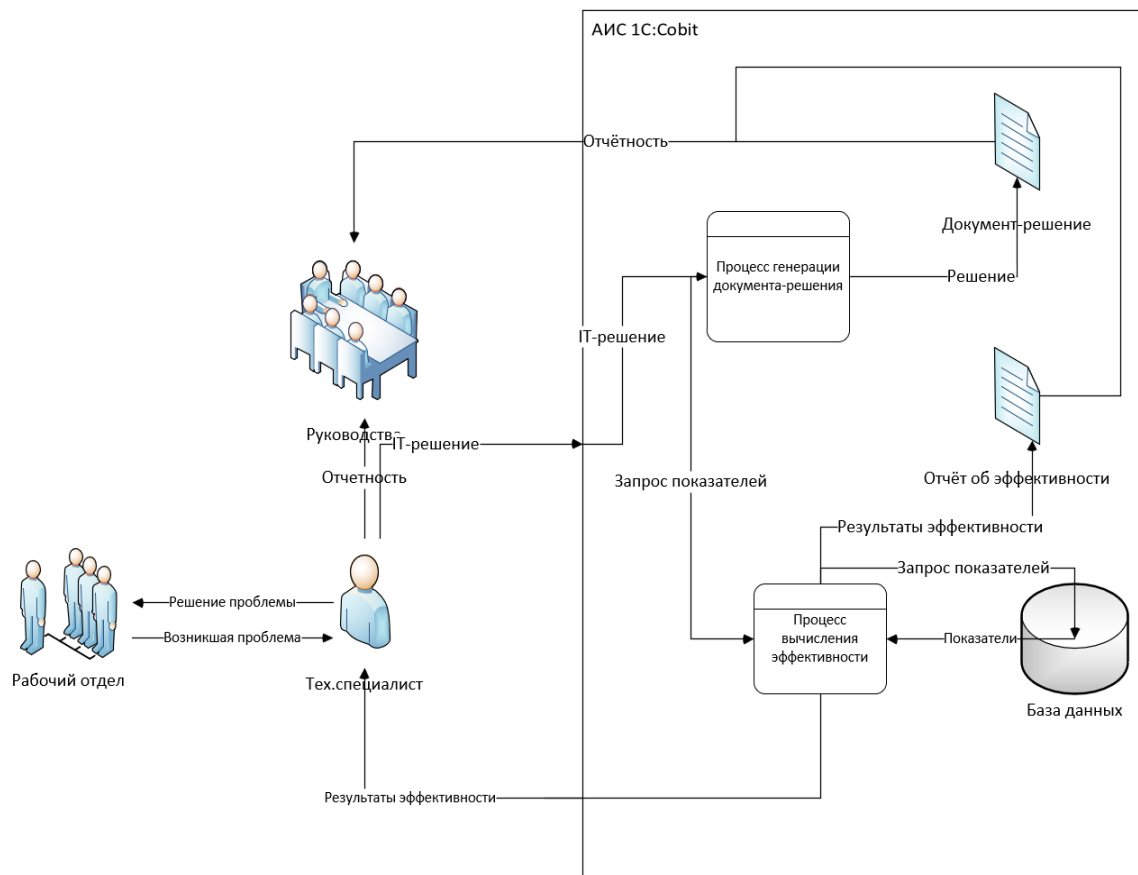 АИС 1С:Cobit
Отчётность
Документ-решение
Процесс генерации
документа-решения
Решение
IT-решение
Руководство
IT-решение
Отчетность
Запрос показателей
Отчёт об эффективности
Результаты эффективности
Запрос показателей
Решение проблемы
Возникшая проблема
Процесс
вычисления
эффективности
Показатели
Рабочий отдел
Тех.специалист
База данных
Результаты эффективности